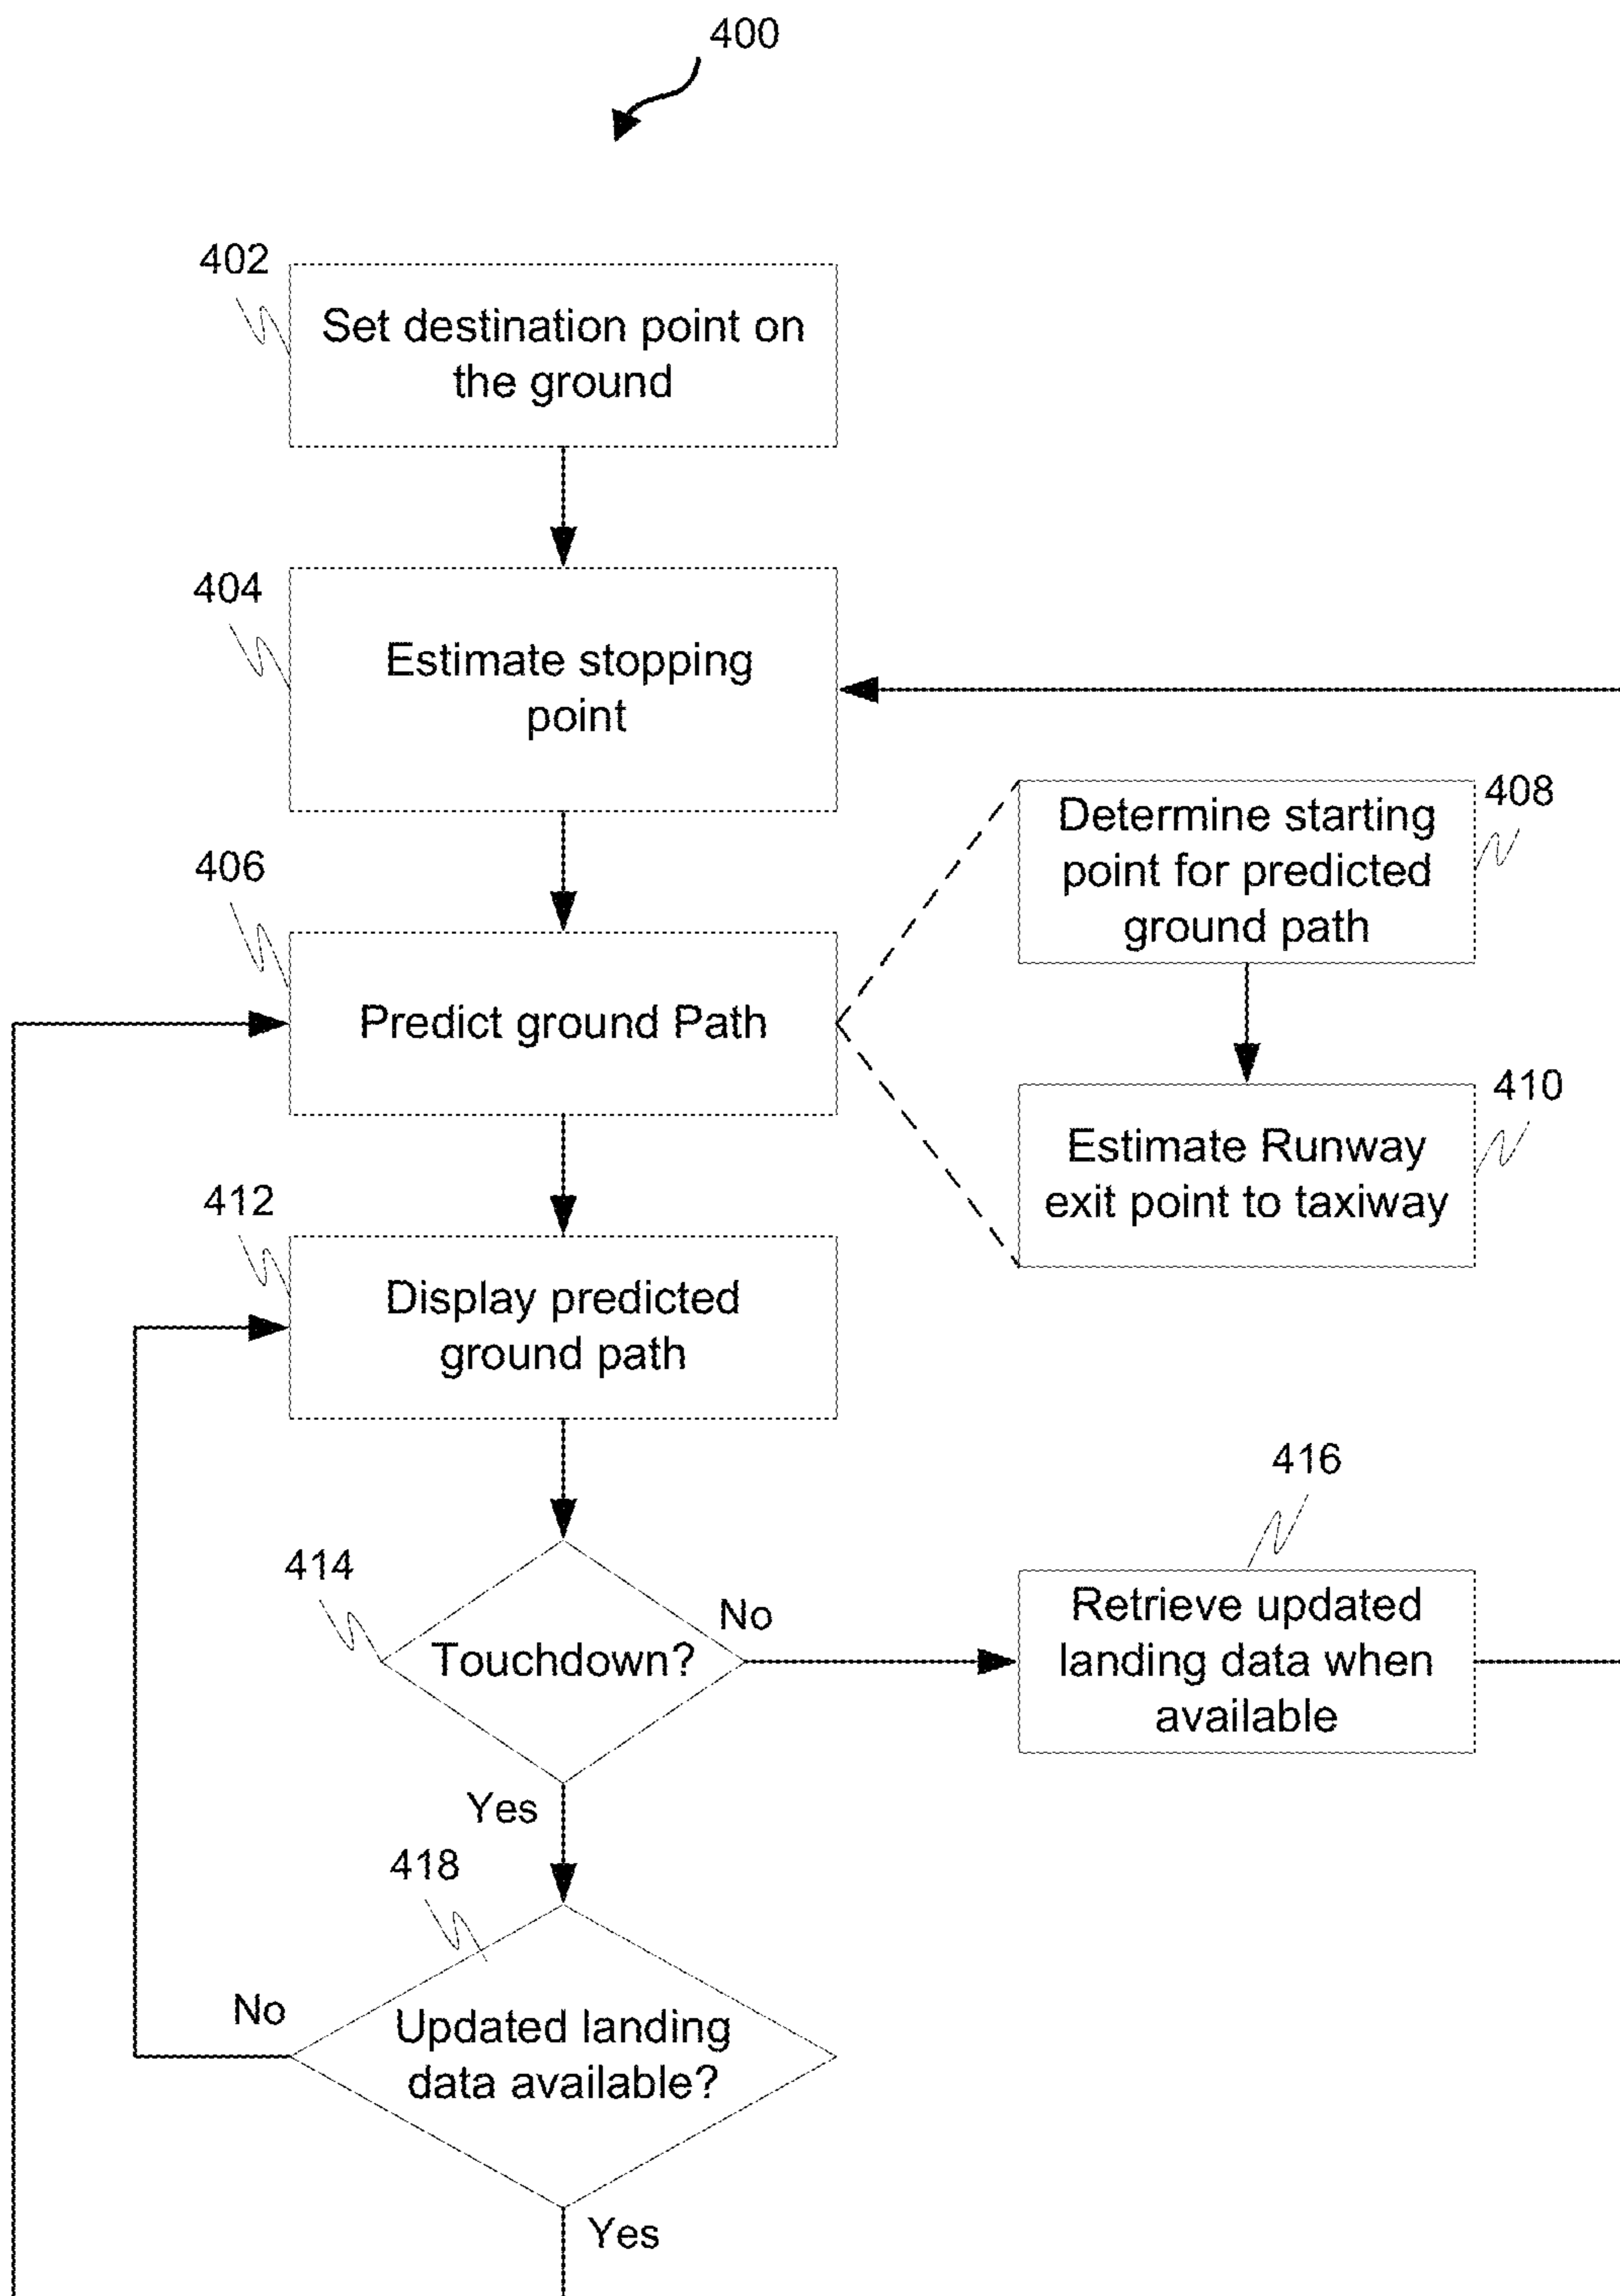 400
402
Set destination point on
the ground
404
Estimate stopping
point
408
Determine starting
point for predicted
ground path
406
Predict ground Path
410
Estimate Runway
exit point to taxiway
412
Display predicted
ground path
416
414
No
Touchdown?
Retrieve updated
landing data when
available
Yes
418
No
Updated landing
data available?
Yes